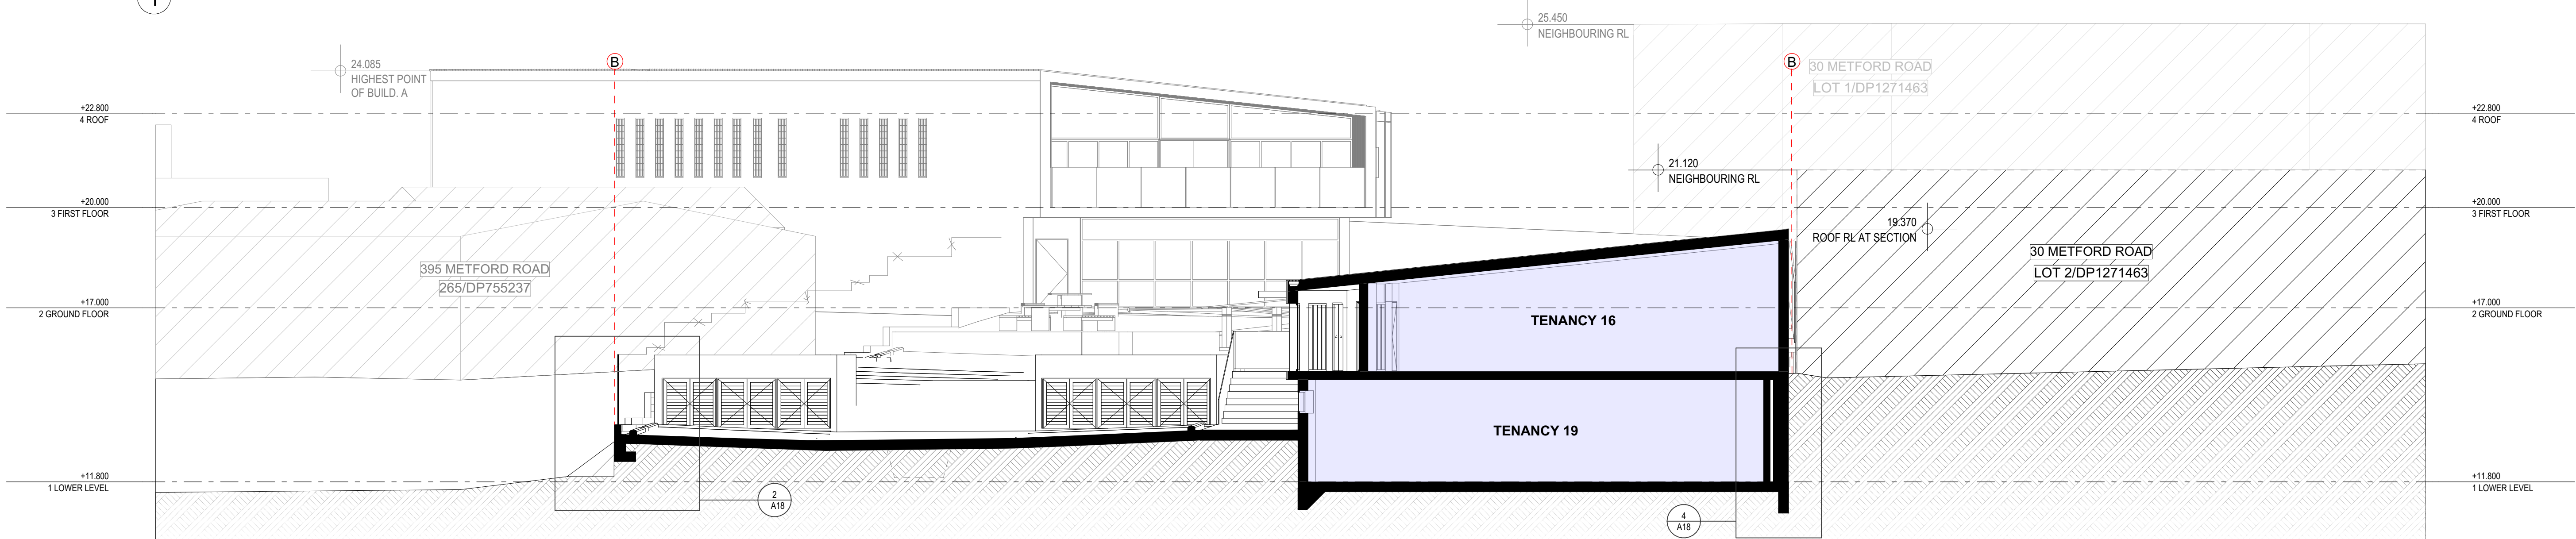 1
25.450
NEIGHBOURING RL
24.085
HIGHEST POINT
OF BUILD. A
B
B
30 METFORD ROAD
LOT 1/DP1271463
+22.800
4 ROOF
+22.800
4 ROOF
21.120
NEIGHBOURING RL
+20.000
3 FIRST FLOOR
+20.000
3 FIRST FLOOR
19.370
ROOF RL AT SECTION
30 METFORD ROAD
LOT 2/DP1271463
395 METFORD ROAD
265/DP755237
+17.000
2 GROUND FLOOR
+17.000
2 GROUND FLOOR
TENANCY 16
TENANCY 19
+11.800
1 LOWER LEVEL
+11.800
1 LOWER LEVEL
2
A18
4
A18